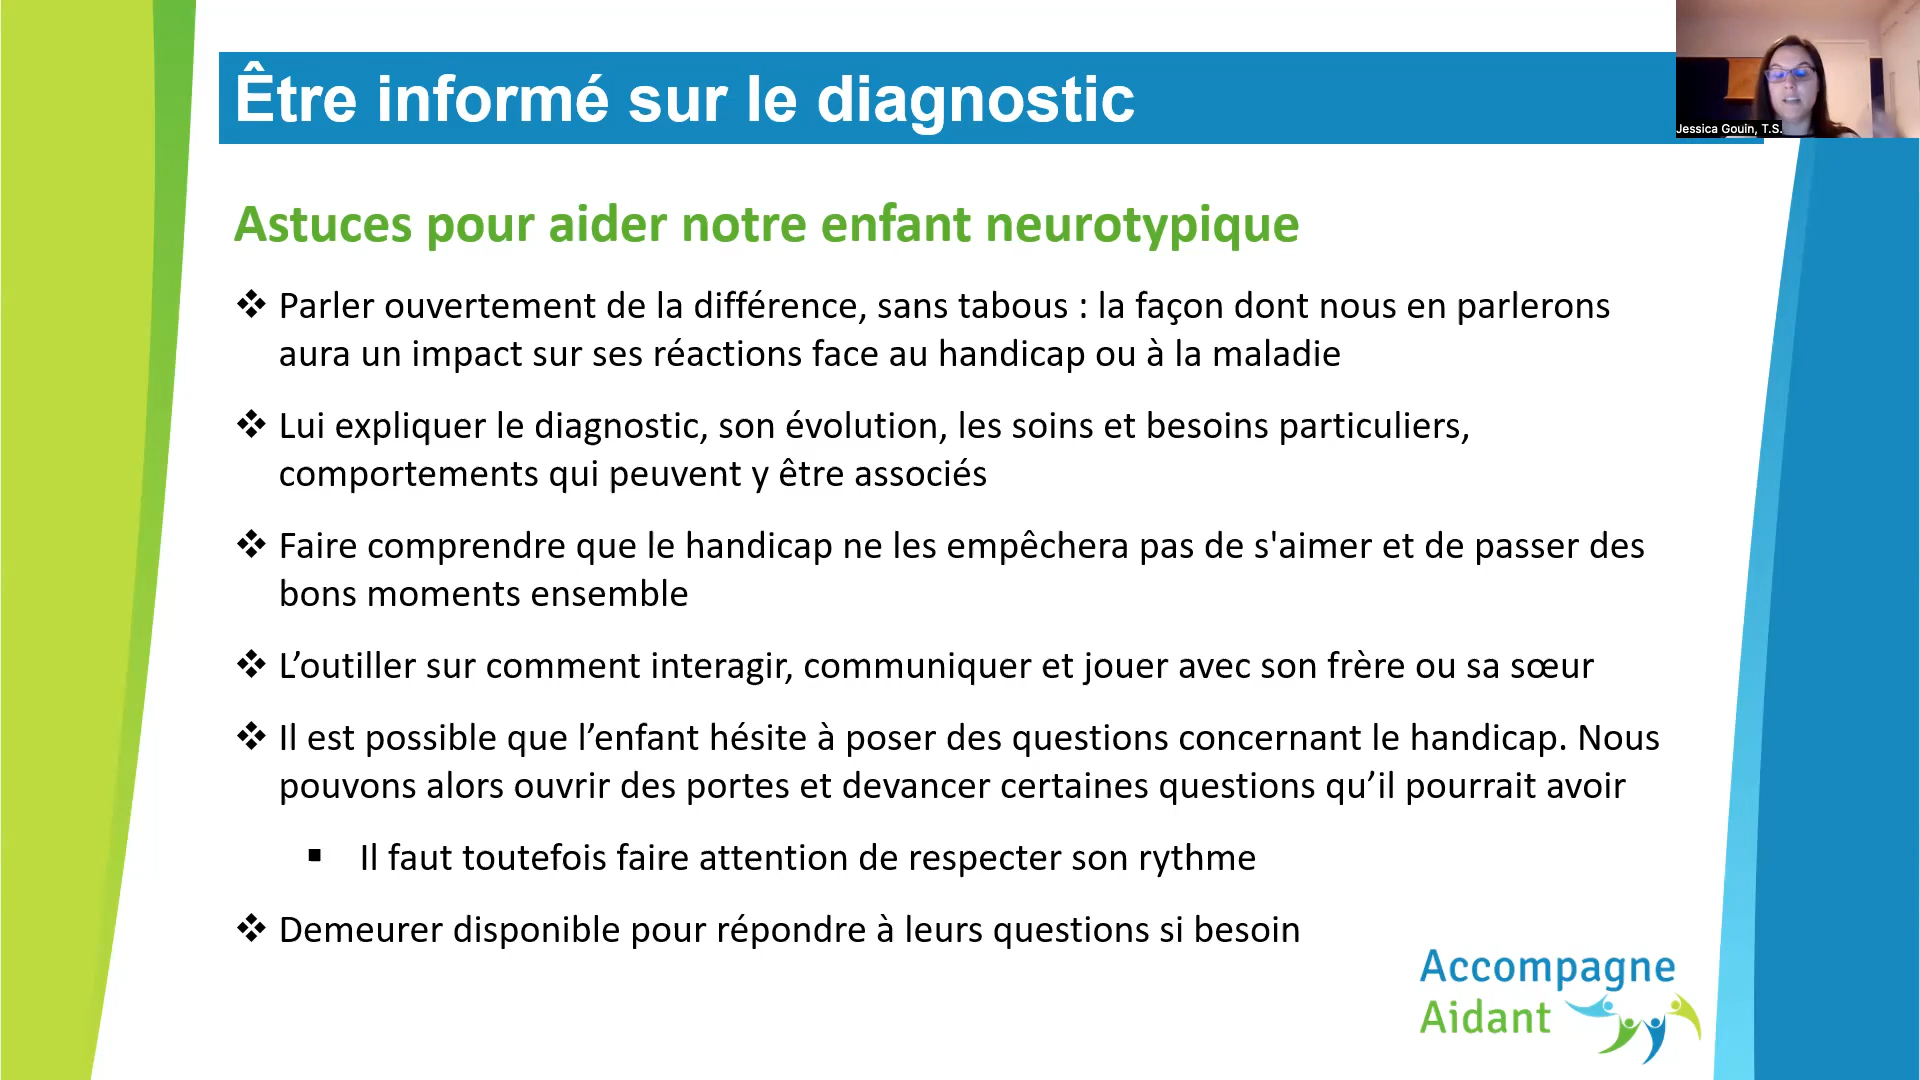 Être informé sur le diagnostic
Jessica Gouin, T.S.
Astuces pour aider notre enfant neurotypique
❖ Parler ouvertement de la différence, sans tabous : la façon dont nous en parlerons
aura un impact sur ses réactions face au handicap ou à la maladie
❖ Lui expliquer le diagnostic, son évolution, les soins et besoins particuliers,
comportements qui peuvent y être associés
❖ Faire comprendre que le handicap ne les empêchera pas de s'aimer et de passer des
bons moments ensemble
❖ L’outiller sur comment interagir, communiquer et jouer avec son frère ou sa sœur
❖ Il est possible que l’enfant hésite à poser des questions concernant le handicap. Nous
pouvons alors ouvrir des portes et devancer certaines questions qu’il pourrait avoir
▪ Il faut toutefois faire attention de respecter son rythme
❖ Demeurer disponible pour répondre à leurs questions si besoin
Accompagne
Aidant